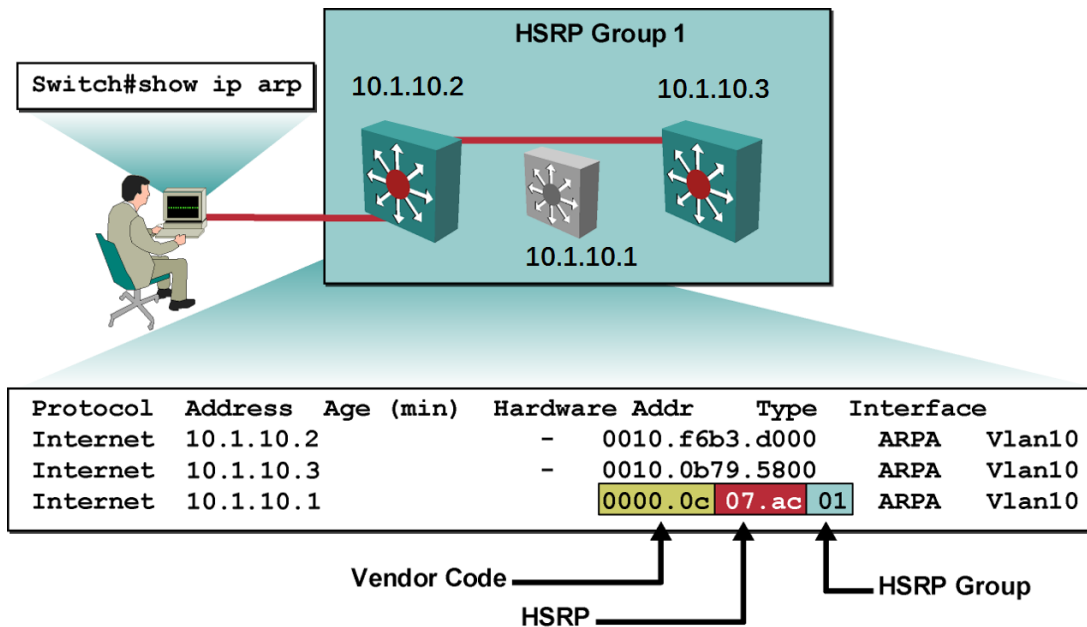 HSRP Group 1
Switch#show ip arp
10.1.10.2
10.1.10.3
10.1.10.1
Protocol Address Age (min) Hardware Addr Type Interface
Internet 10.1.10.2 - 0010.f6b3.d000 ARPA Vlan10
Internet 10.1.10.3 - 0010.0b79.5800 ARPA Vlan10
Internet 10.1.10.1 0000.0c 07.ac 01 ARPA Vlan10
Vendor Code
HSRP Group
HSRP